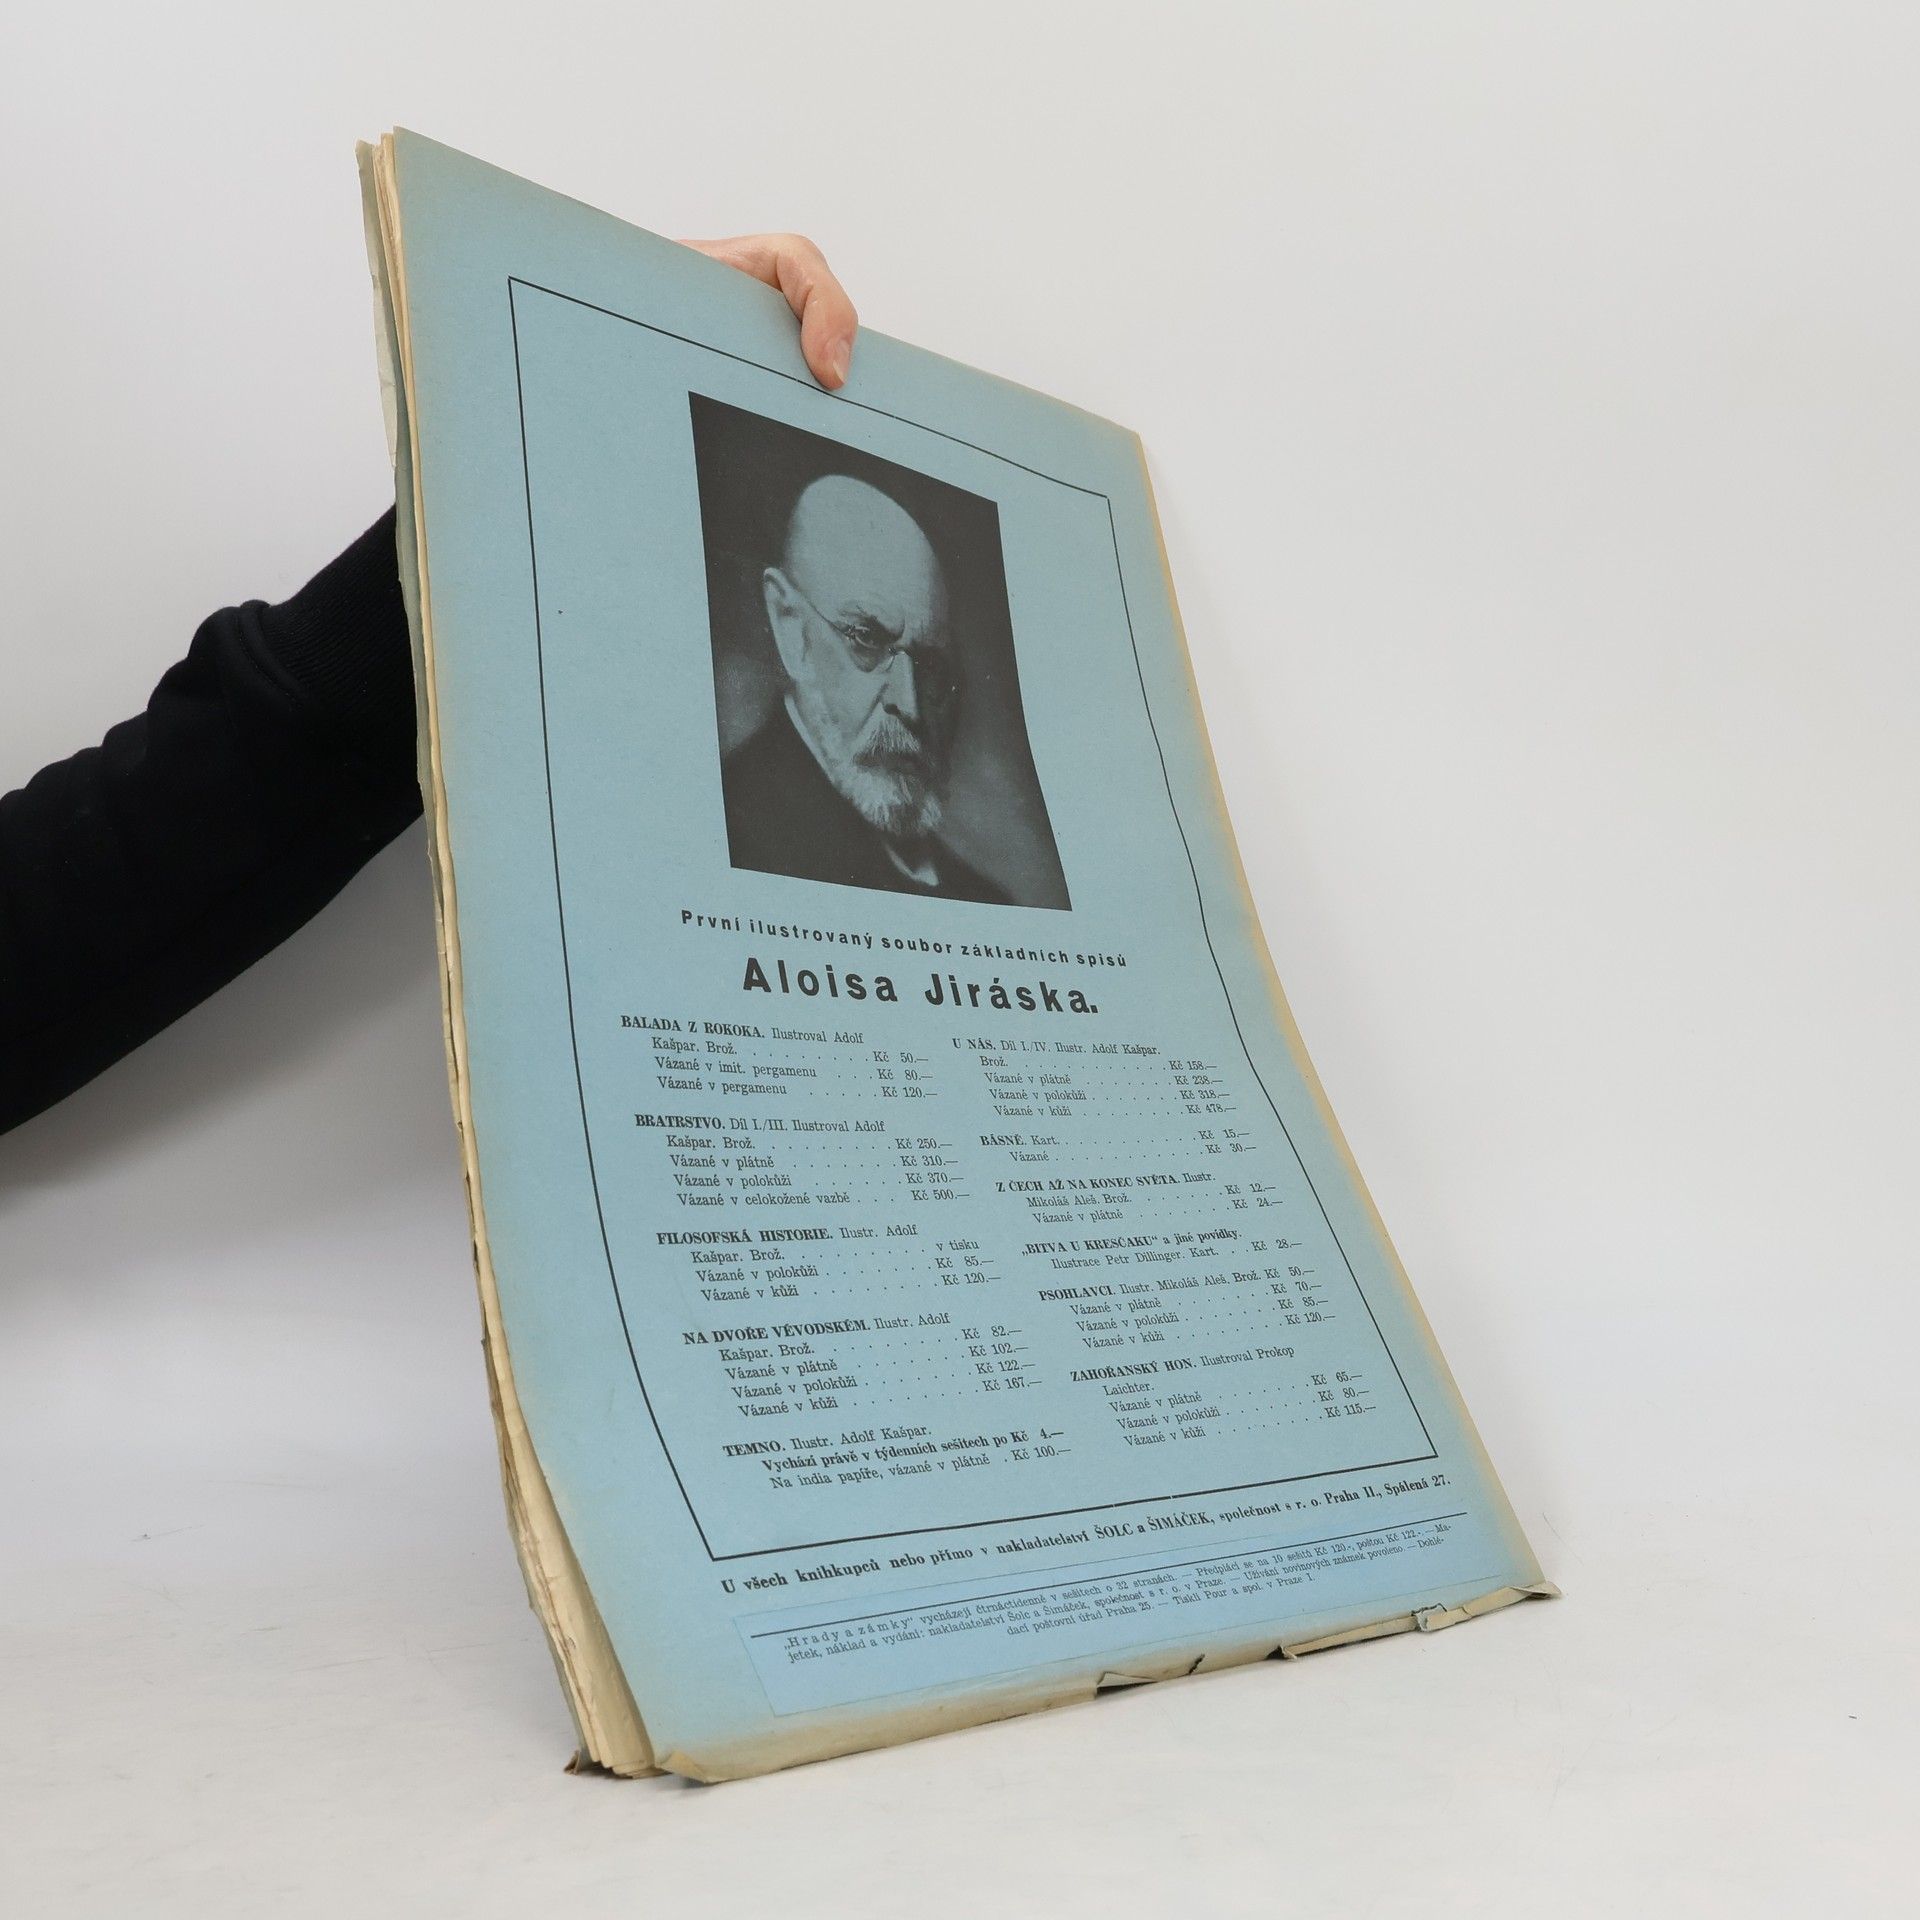 První ilustrovaný soubor základních spisů
Aloisa Jiráska.
BALADA Z ROKOKA. Ilustroval Adolf
Kašpar. Brož. . . . . . . . . . Kč 50.—
Vázané v imit. pergamenu . . . Kč 80.—
Vázané v pergamenu . . . . . Kč 120.—
BRATRSTVO. Díl I./III. Ilustroval Adolf
Kašpar. Brož. . . . . . . . . Kč 250.—
Vázané v plátně . . . . . . . Kč 310.—
Vázané v polokůži . . . . . . Kč 370.—
Vázané v celokožené vazbě . . . Kč 500.—
FILOSOFSKÁ HISTORIE. Ilustr. Adolf
Kašpar. Brož. . . . . . . . . . v tisku
Vázané v polokůži . . . . . . . Kč 85.—
Vázané v kůži . . . . . . . . Kč 120.—
NA DVOŘE VÉVODSKÉM. Ilustr. Adolf
Kašpar. Brož. . . . . . . . . . Kč 82.—
Vázané v plátně . . . . . . . Kč 102.—
Vázané v polokůži . . . . . . . Kč 122.—
Vázané v kůži . . . . . . . . Kč 167.—
TEMNO. Ilustr. Adolf Kašpar.
Vychází právě v týdenních sešitech po Kč 4.—
Na india papíře, vázané v plátně . Kč 100.—
U NÁS. Díl I./IV. Ilustr. Adolf Kašpar.
Brož. . . . . . . . . . . . . Kč 158.—
Vázané v plátně . . . . . . . Kč 238.—
Vázané v polokůži . . . . . . . Kč 318.—
Vázané v kůži . . . . . . . . Kč 478.—
BÁSNĚ. Kart. . . . . . . . . . . Kč 15.—
Vázané . . . . . . . . . . . Kč 30.—
Z ČECH AŽ NA KONEC SVĚTA. Ilustr.
Mikoláš Aleš. Brož. . . . . . . . Kč 12.—
Vázané v plátně . . . . . . . Kč 24.—
„BITVA U KREŠČAKU“ a jiné povídky.
Ilustrace Petr Dillinger. Kart. . . Kč 28.—
PSOHLAVCI. Ilustr. Mikoláš Aleš. Brož. Kč 50.—
Vázané v plátně . . . . . . . Kč 70.—
Vázané v polokůži . . . . . . . Kč 85.—
Vázané v kůži . . . . . . . . Kč 120.—
ZAHOŘANSKÝ HON. Ilustroval Prokop
Laichter.
Vázané v plátně . . . . . . . Kč 65.—
Vázané v polokůži . . . . . . . Kč 80.—
Vázané v kůži . . . . . . . . Kč 115.—
U všech knihkupců nebo přímo v nakladatelství ŠOLC a ŠIMÁČEK, společnost s r. o. Praha II., Spálená 27.
„Hrady a zámky“ vycházejí čtrnáctidenně v sešitech o 32 stranách. — Předplácí se na 10 sešitů Kč 120.-, poštou Kč 122.-. — Ma-
jetek, náklad a vydání: nakladatelství Šolc a Šimáček, společnost s r. o. v Praze. — Užívání novinových známek povoleno. — Dohlé-
dací poštovní úřad Praha 25. — Tiskli Pour a spol. v Praze I.